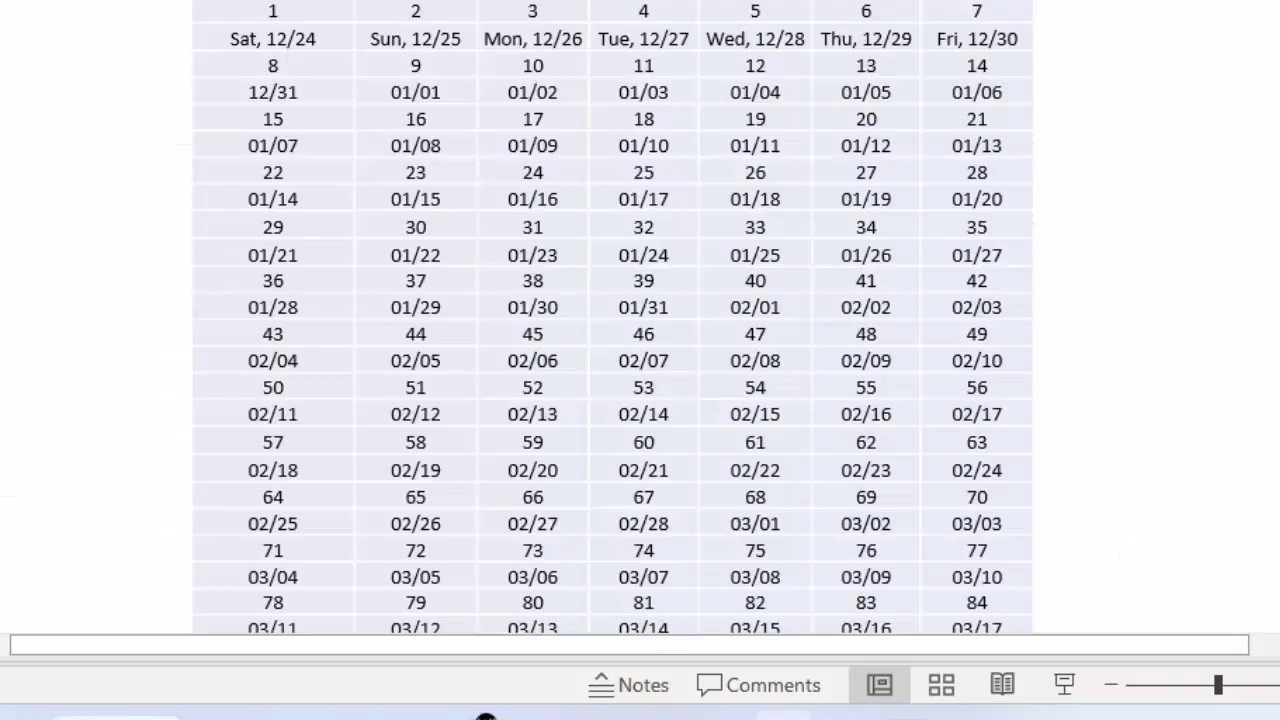 1 2 3 4 5 6 7
Sat, 12/24 Sun, 12/25 Mon, 12/26 Tue, 12/27 Wed, 12/28 Thu, 12/29 Fri, 12/30
8 9 10 11 12 13 14
12/31 01/01 01/02 01/03 01/04 01/05 01/06
15 16 17 18 19 20 21
01/07 01/08 01/09 01/10 01/11 01/12 01/13
22 23 24 25 26 27 28
01/14 01/15 01/16 01/17 01/18 01/19 01/20
29 30 31 32 33 34 35
01/21 01/22 01/23 01/24 01/25 01/26 01/27
36 37 38 39 40 41 42
01/28 01/29 01/30 01/31 02/01 02/02 02/03
43 44 45 46 47 48 49
02/04 02/05 02/06 02/07 02/08 02/09 02/10
50 51 52 53 54 55 56
02/11 02/12 02/13 02/14 02/15 02/16 02/17
57 58 59 60 61 62 63
02/18 02/19 02/20 02/21 02/22 02/23 02/24
64 65 66 67 68 69 70
02/25 02/26 02/27 02/28 03/01 03/02 03/03
71 72 73 74 75 76 77
03/04 03/05 03/06 03/07 03/08 03/09 03/10
78 79 80 81 82 83 84
03/11 03/12 03/13 03/14 03/15 03/16 03/17
Notes Comments